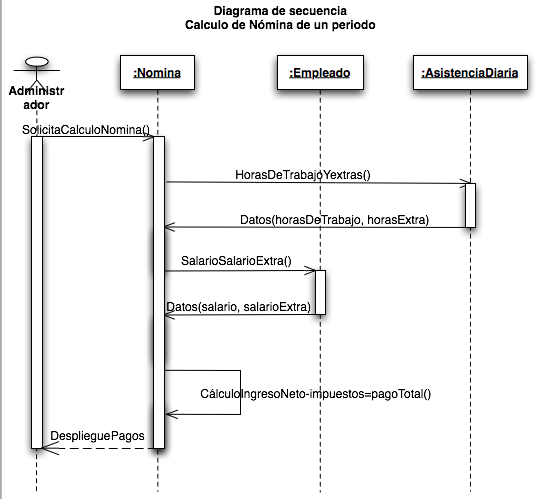 Diagrama de secuencia
Calculo de Nómina de un periodo
:Nomina
:Empleado
:AsistenciaDiaria
Administr
ador
SolicitaCalculoNomina()
HorasDeTrabajoYextras()
Datos(horasDeTrabajo, horasExtra)
SalarioSalarioExtra()
Datos(salario, salarioExtra)
CálculoIngresoNeto-impuestos=pagoTotal()
DesplieguePagos